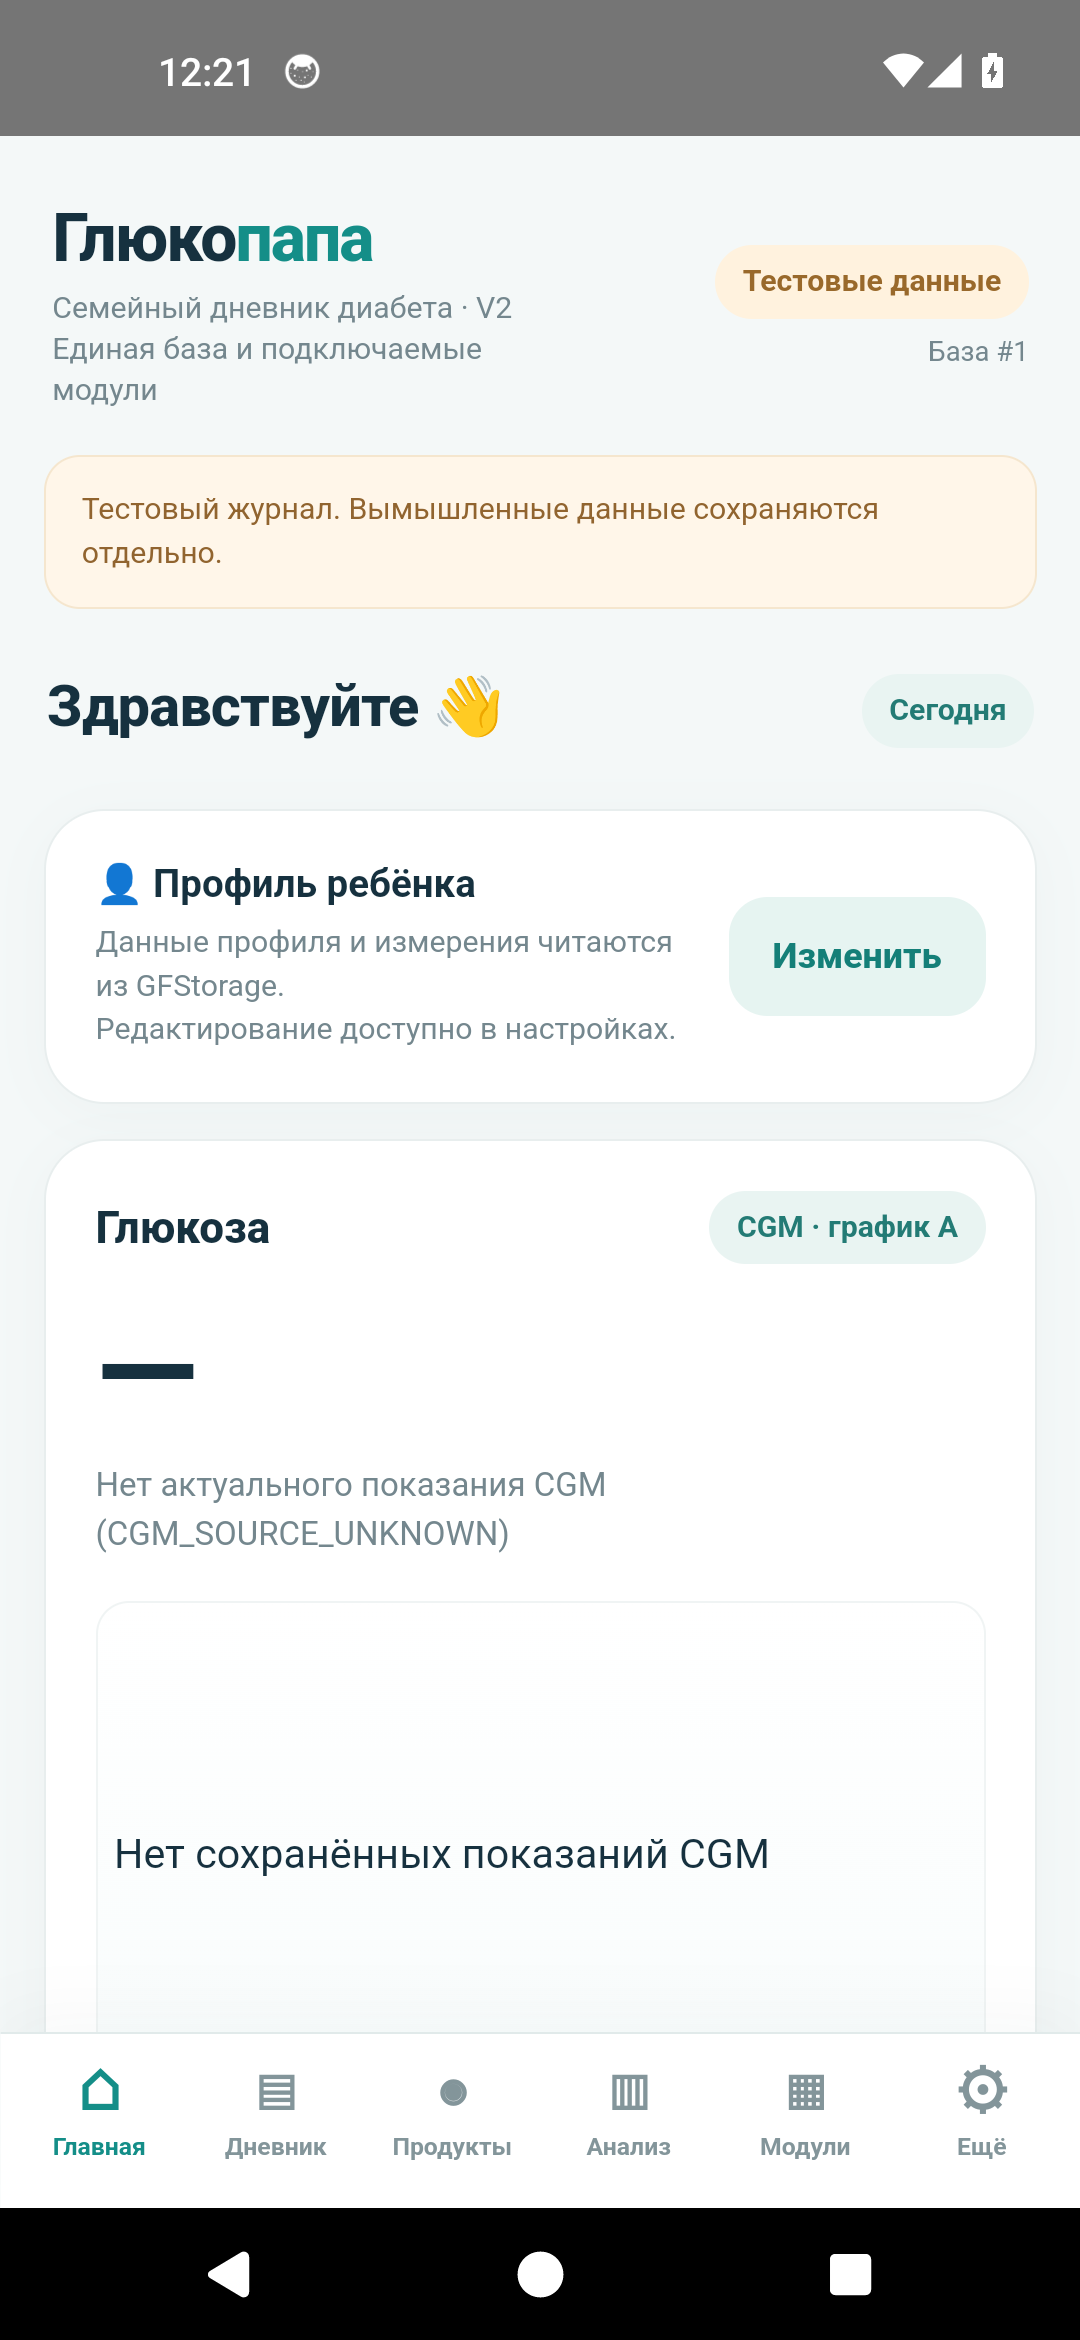 12:21
Глюкопапа
Семейный дневник диабета · V2
Единая база и подключаемые
модули
Тестовые данные
База #1
Тестовый журнал. Вымышленные данные сохраняются
отдельно.
Здравствуйте 👋
Сегодня
👤 Профиль ребёнка
Данные профиля и измерения читаются
из GFStorage.
Редактирование доступно в настройках.
Изменить
Глюкоза
CGM · график A
—
Нет актуального показания CGM
(CGM_SOURCE_UNKNOWN)
Нет сохранённых показаний CGM
Главная
Дневник
Продукты
Анализ
Модули
Ещё